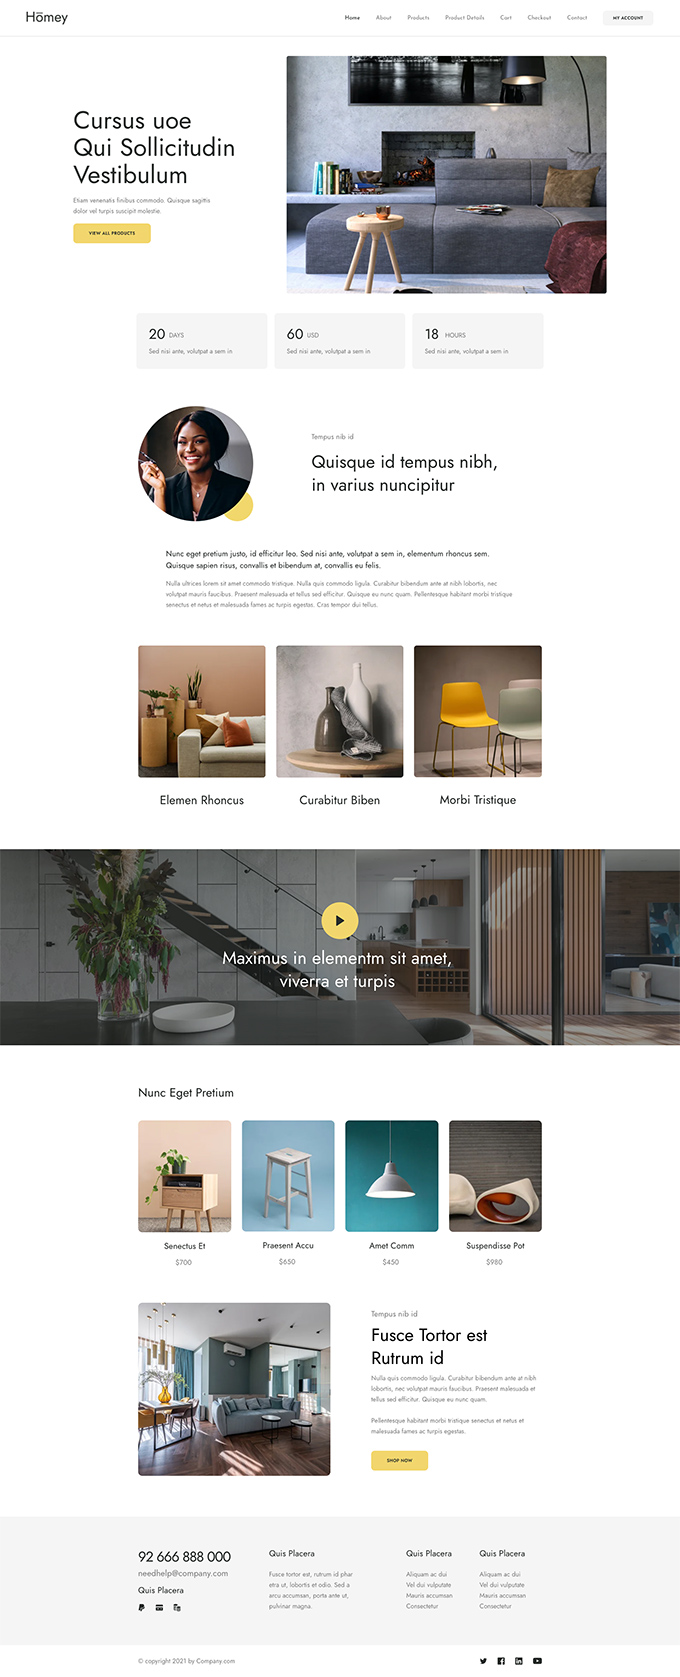 Hōmey
Home About Products Product Details Cart Checkout Contact MY ACCOUNT
Cursus uoe
Qui Sollicitudin
Vestibulum
Etiam venenatis finibus commodo. Quisque sagittis
dolor vel turpis suscipit molestie.
VIEW ALL PRODUCTS
20 DAYS
Sed nisi ante, volutpat a sem in
60 USD
Sed nisi ante, volutpat a sem in
18 HOURS
Sed nisi ante, volutpat a sem in
Tempus nib id
Quisque id tempus nibh,
in varius nuncipitur
Nunc eget pretium justo, id efficitur leo. Sed nisi ante, volutpat a sem in, elementum rhoncus sem.
Quisque sapien risus, convallis et bibendum at, convallis eu felis.
Nulla ultrices lorem sit amet commodo tristique. Nulla quis commodo ligula. Curabitur bibendum ante at nibh lobortis, nec
volutpat mauris faucibus. Praesent malesuada et tellus sed efficitur. Quisque eu nunc quam. Pellentesque habitant morbi tristique
senectus et netus et malesuada fames ac turpis egestas. Cras tempor dui tellus.
Elemen Rhoncus
Curabitur Biben
Morbi Tristique
Maximus in elementm sit amet,
viverra et turpis
Nunc Eget Pretium
Senectus Et
$700
Praesent Accu
$650
Amet Comm
$450
Suspendisse Pot
$980
Tempus nib id
Fusce Tortor est
Rutrum id
Nulla quis commodo ligula. Curabitur bibendum ante at nibh
lobortis, nec volutpat mauris faucibus. Praesent malesuada et
tellus sed efficitur. Quisque eu nunc quam.
Pellentesque habitant morbi tristique senectus et netus et
malesuada fames ac turpis egestas.
SHOP NOW
92 666 888 000
needhelp@company.com
Quis Placera
Quis Placera
Fusce tortor est, rutrum id phar
etra ut, lobortis et odio. Sed a
arcu accumsan, porta ante ut,
pulvinar magna.
Quis Placera
Aliquam ac dui
Vel dui vulputate
Mauris accumsan
Consectetur
Quis Placera
Aliquam ac dui
Vel dui vulputate
Mauris accumsan
Consectetur
© copyright 2021 by Company.com